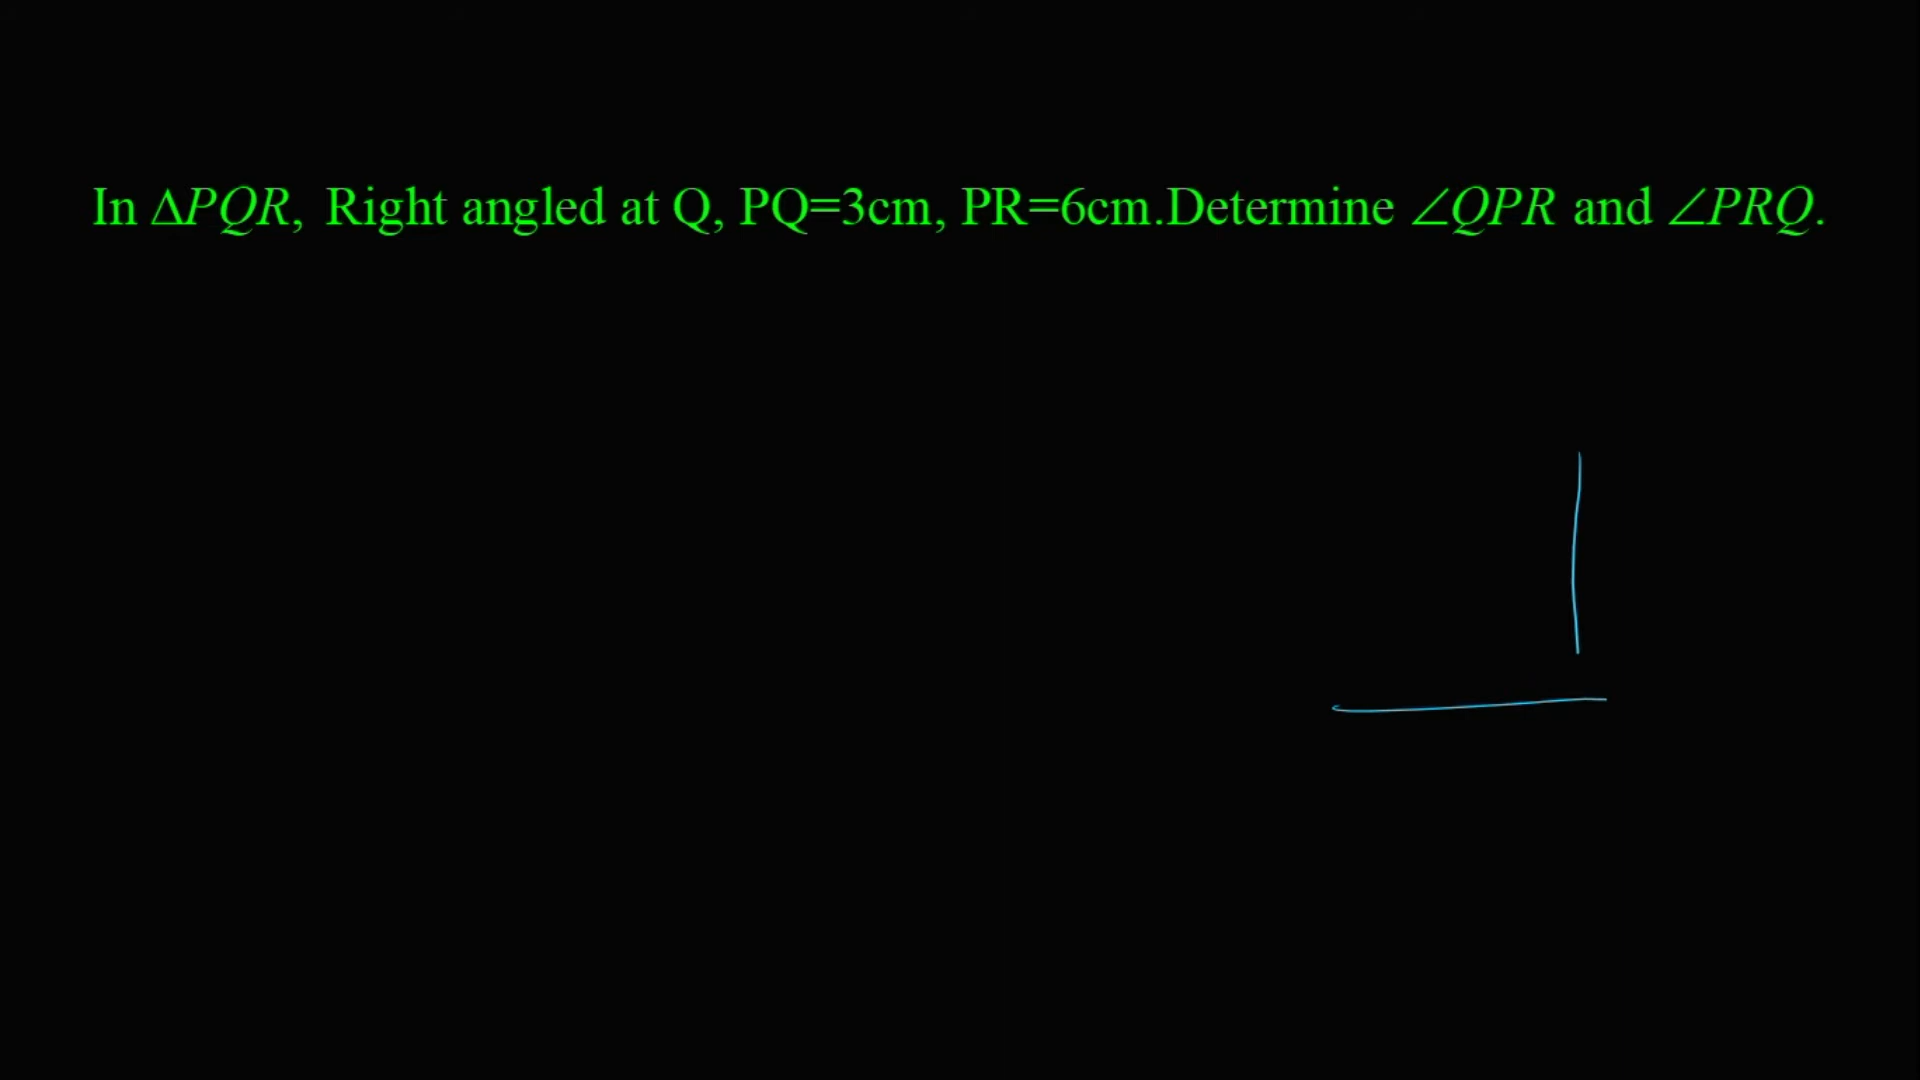 In ΔPQR, Right angled at Q, PQ=3cm, PR=6cm.Determine ∠QPR and ∠PRQ.